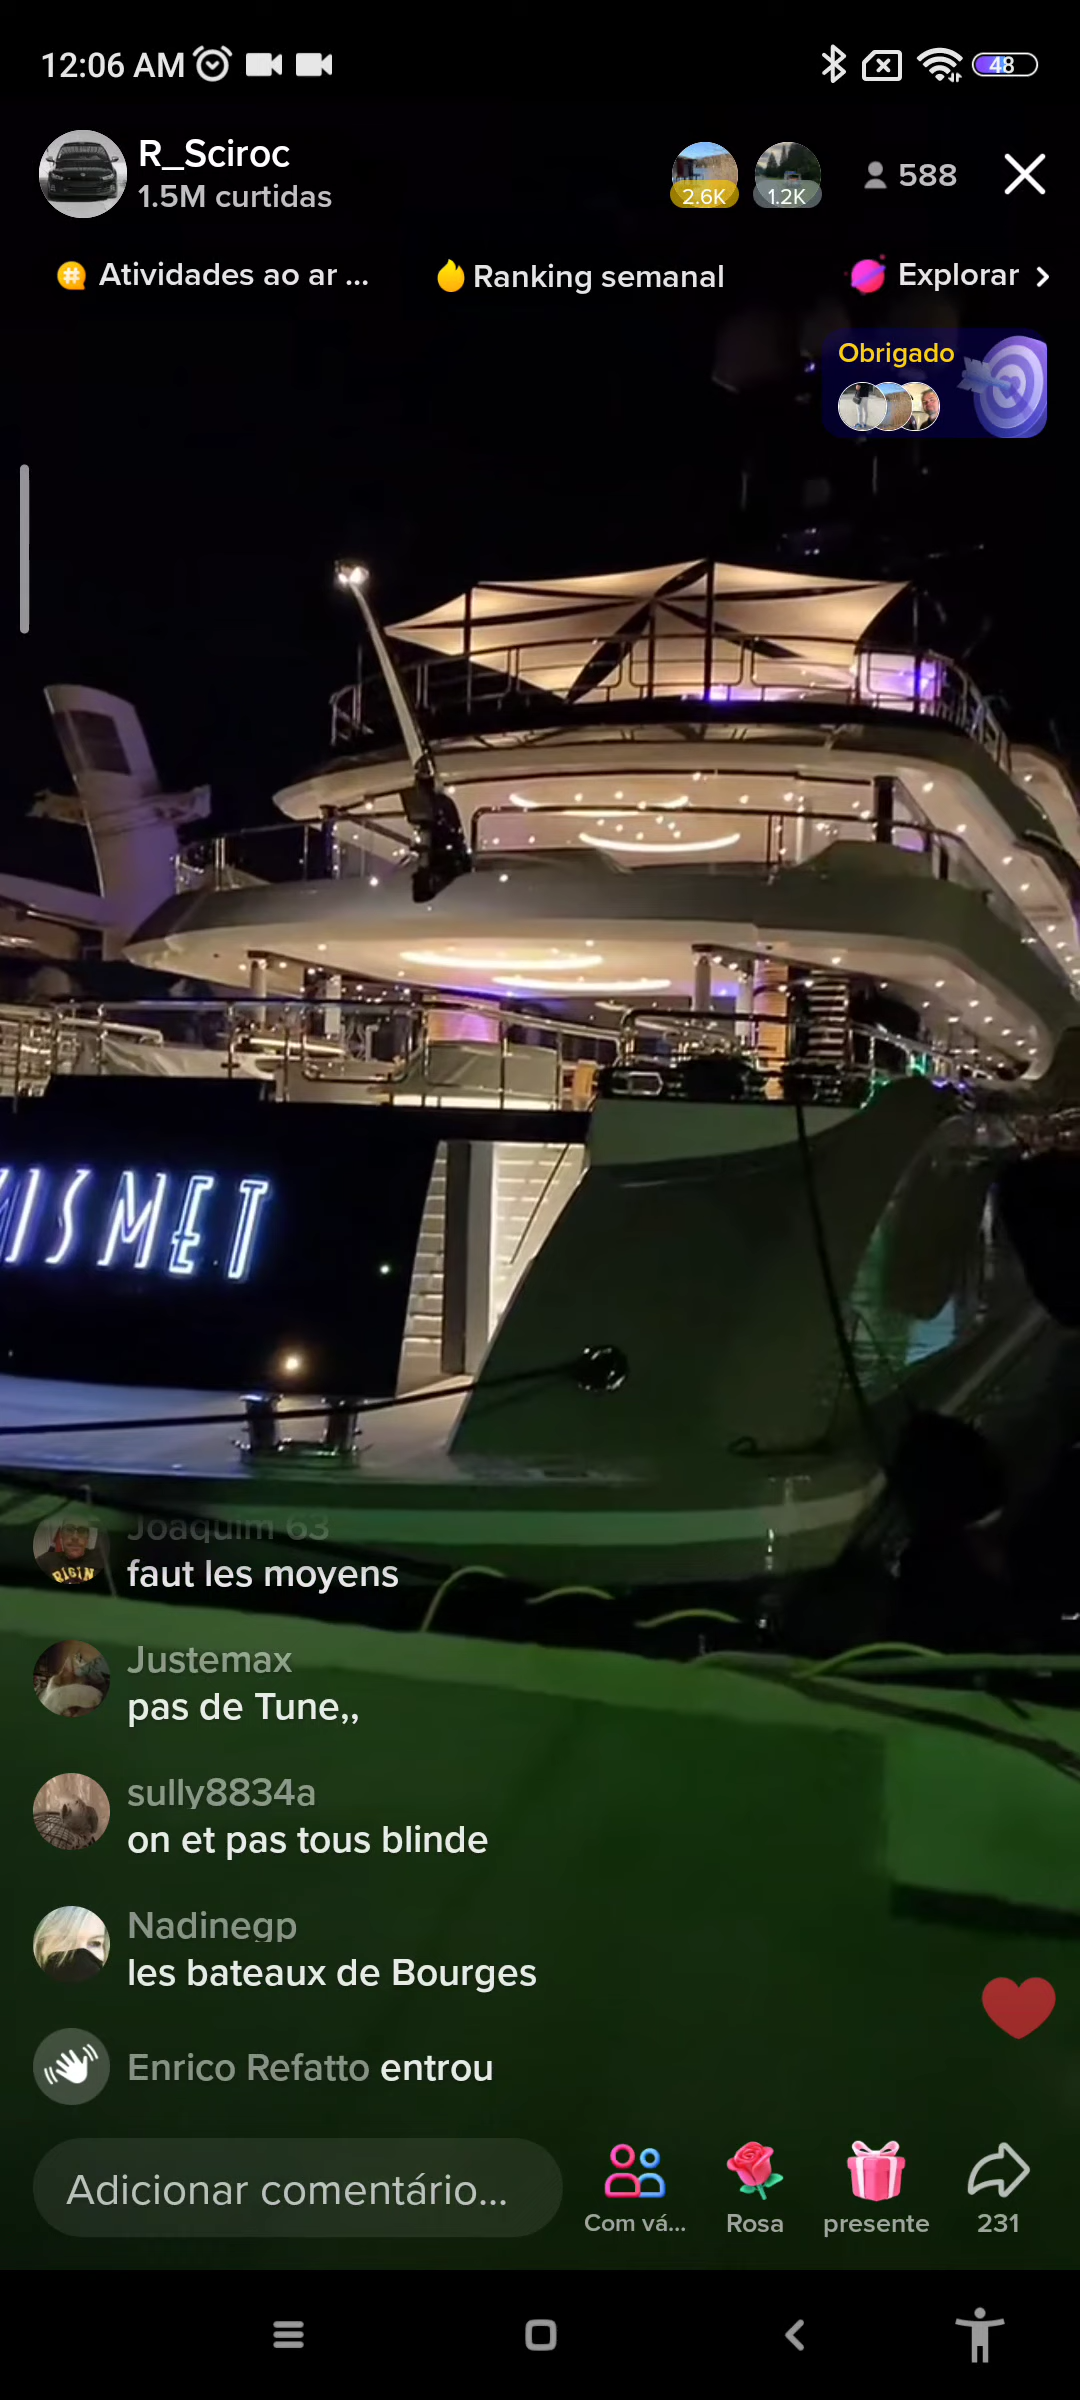 12:06 AM
48
R_Sciroc
1.5M curtidas
2.6K
1.2K
588
Atividades ao ar ...
Ranking semanal
Explorar
Obrigado
ISMET
Joaquim 63
faut les moyens
Justemax
pas de Tune,,
sully8834a
on et pas tous blinde
Nadinegp
les bateaux de Bourges
Enrico Refatto entrou
Adicionar comentário...
Com vá...
Rosa
presente
231